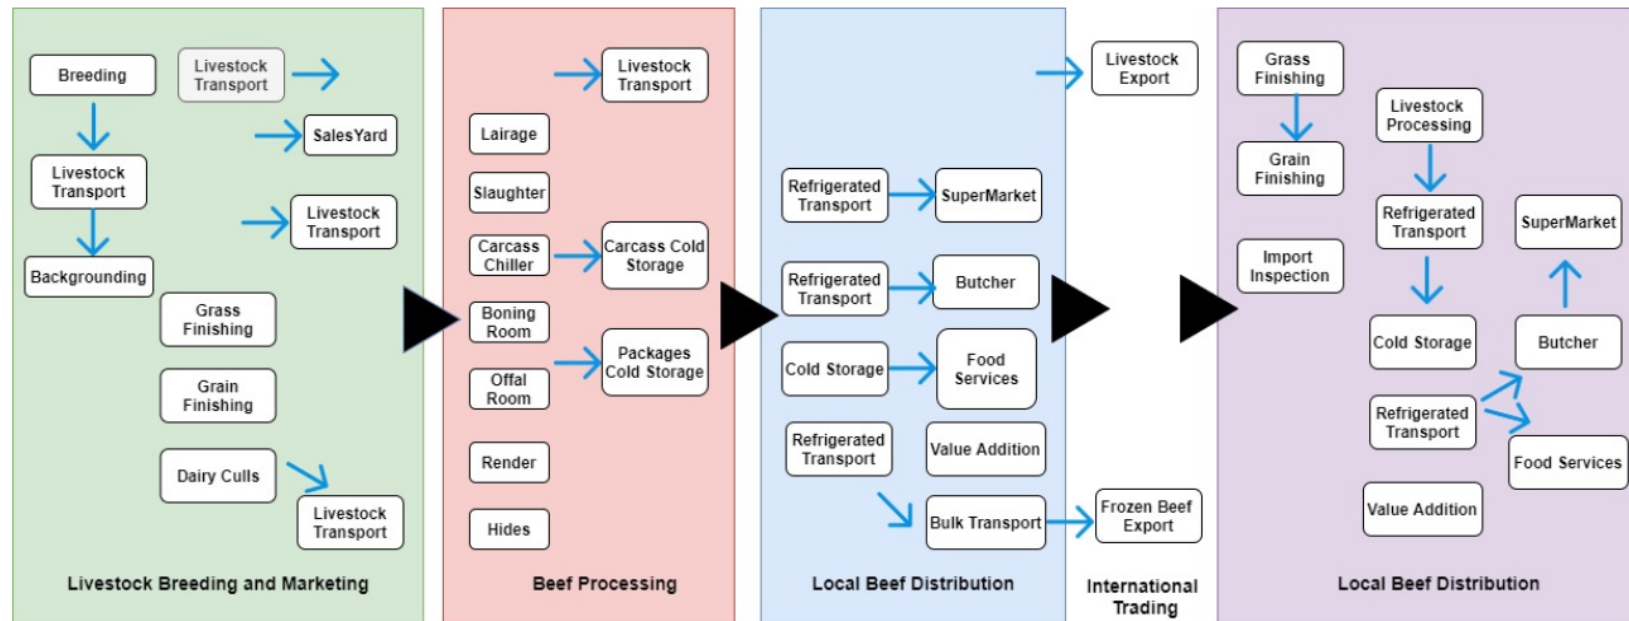 Breeding
Livestock
Transport
Backgrounding
Livestock
Transport
SalesYard
Livestock
Transport
Grass
Finishing
Grain
Finishing
Dairy Culls
Livestock
Transport
Livestock Breeding and Marketing
Livestock
Transport
Lairage
Slaughter
Carcass
Chiller
Carcass Cold
Storage
Boning
Room
Offal
Room
Packages
Cold Storage
Render
Hides
Beef Processing
Refrigerated
Transport
SuperMarket
Refrigerated
Transport
Butcher
Cold Storage
Food
Services
Refrigerated
Transport
Value Addition
Bulk Transport
Local Beef Distribution
Livestock
Export
Frozen Beef
Export
International
Trading
Grass
Finishing
Grain
Finishing
Import
Inspection
Livestock
Processing
Refrigerated
Transport
Cold Storage
Refrigerated
Transport
Value Addition
SuperMarket
Butcher
Food Services
Local Beef Distribution